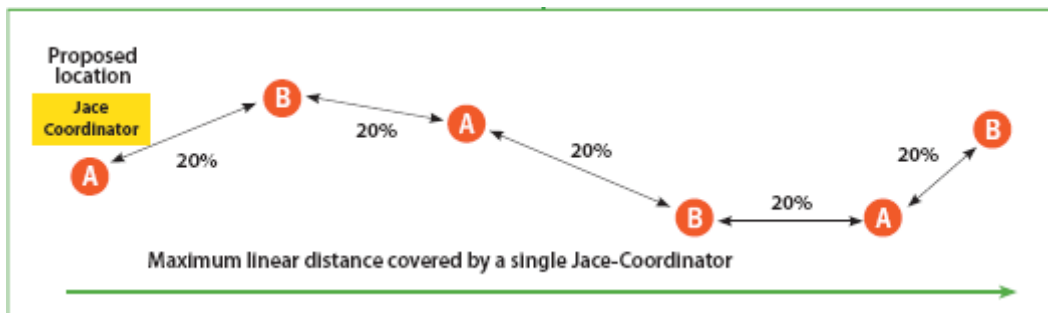 Proposed
location
Jace
Coordinator
A
20%
B
20%
A
20%
B
20%
A
20%
B
Maximum linear distance covered by a single Jace-Coordinator